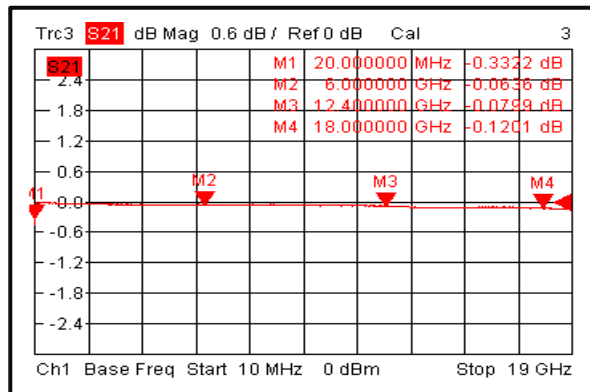 Trc3 S21 dB Mag 0.6 dB / Ref 0 dB Cal 3
S21
M1 20.000000 MHz -0.3322 dB
M2 6.000000 GHz -0.0636 dB
M3 12.400000 GHz -0.0799 dB
M4 18.000000 GHz -0.1201 dB
2.4
1.8
1.2
0.6
M2 M3 M4
0.0
-0.6
-1.2
-1.8
-2.4
Ch1 Base Freq Start 10 MHz 0 dBm Stop 19 GHz